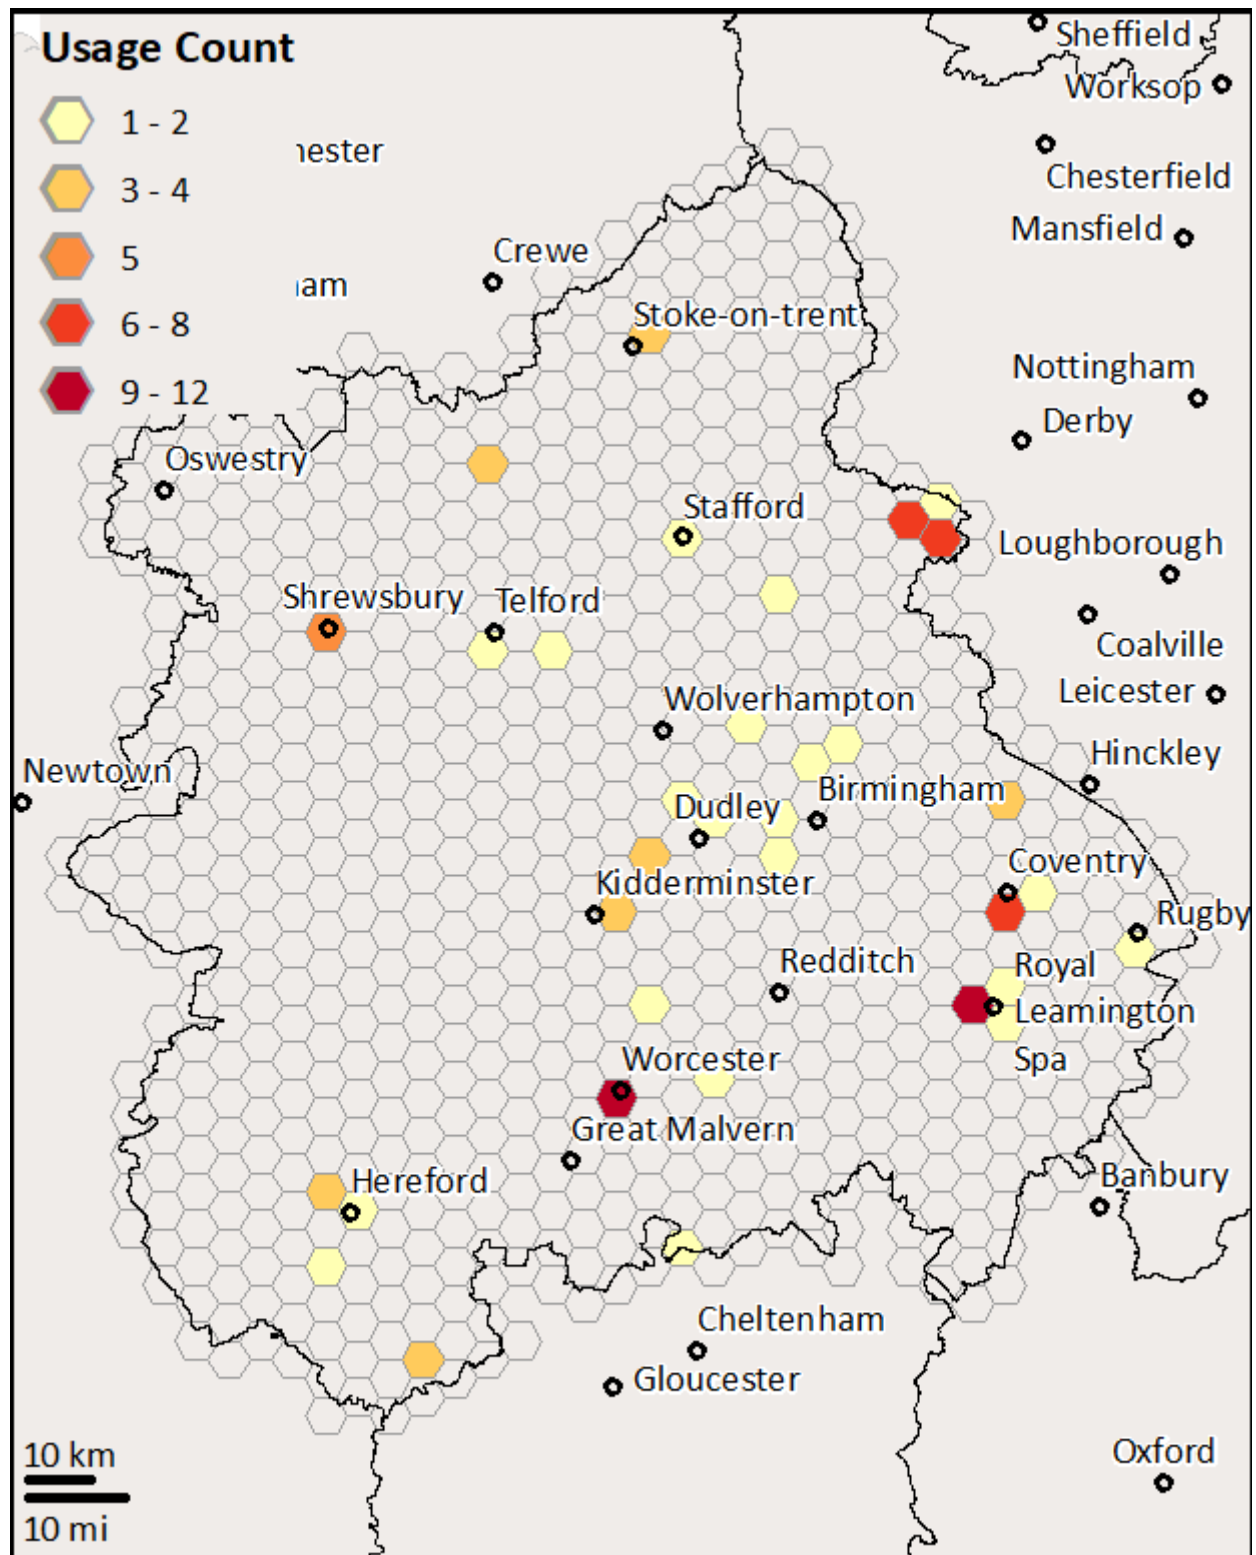 Usage Count
1 - 2
3 - 4
5
6 - 8
9 - 12
Sheffield
Worksop
Chesterfield
Mansfield
Crewe
Stoke-on-trent
Nottingham
Derby
Oswestry
Stafford
Loughborough
Shrewsbury
Telford
Coalville
Leicester
Wolverhampton
Newtown
Hinckley
Birmingham
Dudley
Coventry
Kidderminster
Rugby
Redditch
Royal
Leamington
Spa
Worcester
Great Malvern
Hereford
Banbury
Cheltenham
Gloucester
10 km
10 mi
Oxford